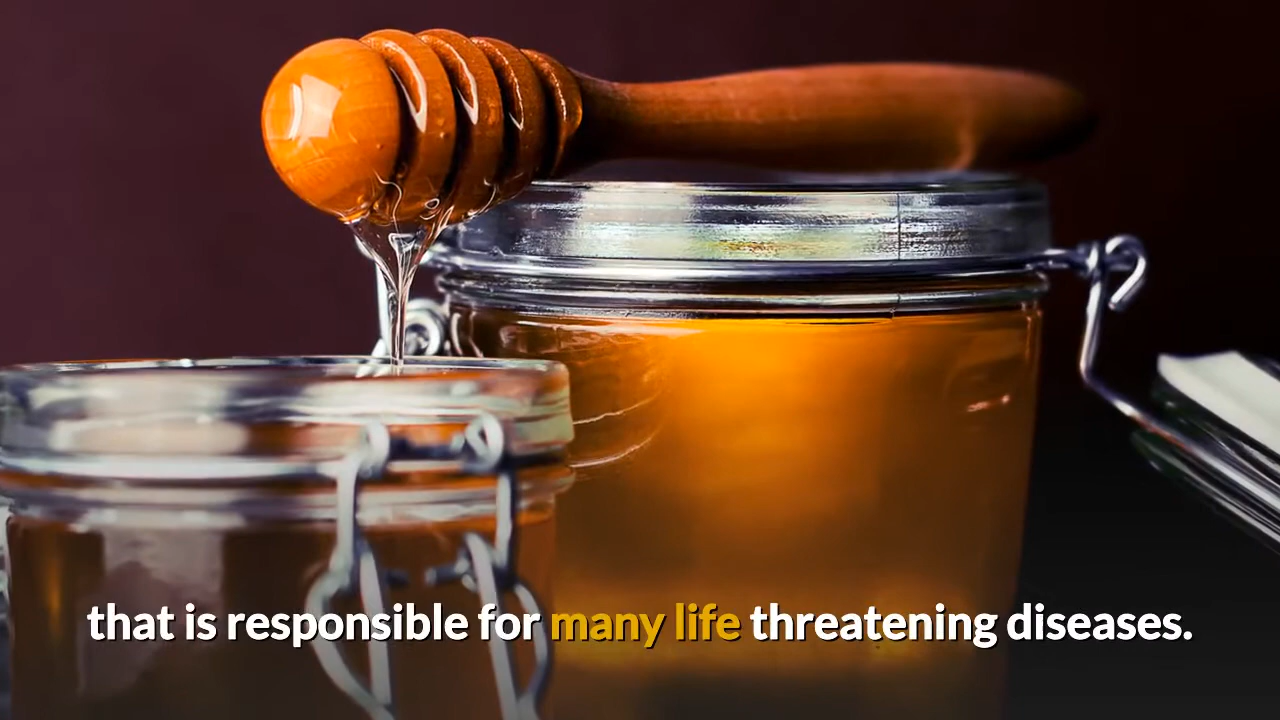 that is responsible for many life threatening diseases.